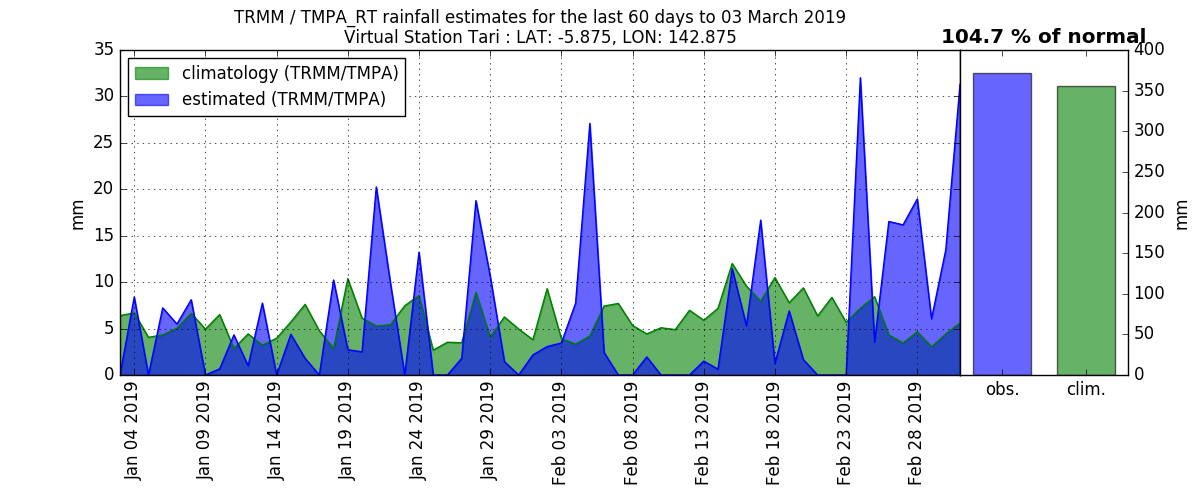 TRMM / TMPA_RT rainfall estimates for the last 60 days to 03 March 2019
Virtual Station Tari : LAT: -5.875, LON: 142.875
104.7 % of normal
climatology (TRMM/TMPA)
estimated (TRMM/TMPA)
mm
35
30
25
20
15
10
5
0
Jan 04 2019
Jan 09 2019
Jan 14 2019
Jan 19 2019
Jan 24 2019
Jan 29 2019
Feb 03 2019
Feb 08 2019
Feb 13 2019
Feb 18 2019
Feb 23 2019
Feb 28 2019
obs.
clim.
400
350
300
250
200
150
100
50
0
mm